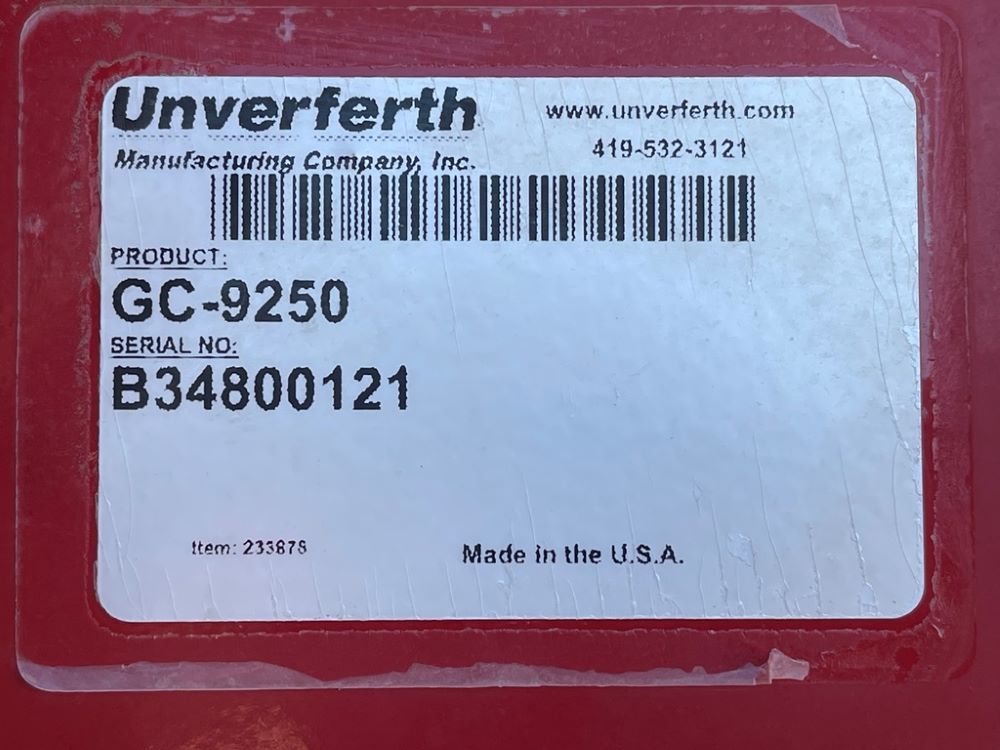 Unverferth
www.unverferth.com
Manufacturing Company, Inc.
419-532-3121
PRODUCT:
GC-9250
SERIAL NO:
B34800121
Item: 233878
Made in the U.S.A.